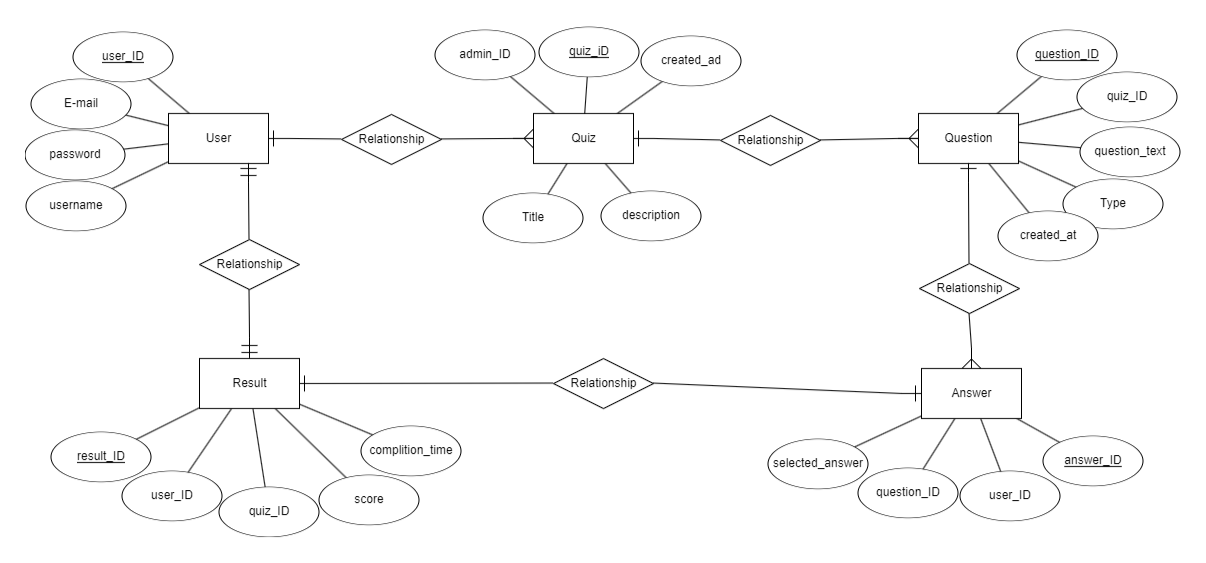 user_ID
E-mail
password
username
User
Relationship
admin_ID
quiz_iD
created_ad
Quiz
Title
description
Relationship
question_ID
quiz_ID
question_text
Type
created_at
Question
Relationship
Relationship
Result
Relationship
Answer
result_ID
user_ID
quiz_ID
score
complition_time
selected_answer
question_ID
user_ID
answer_ID